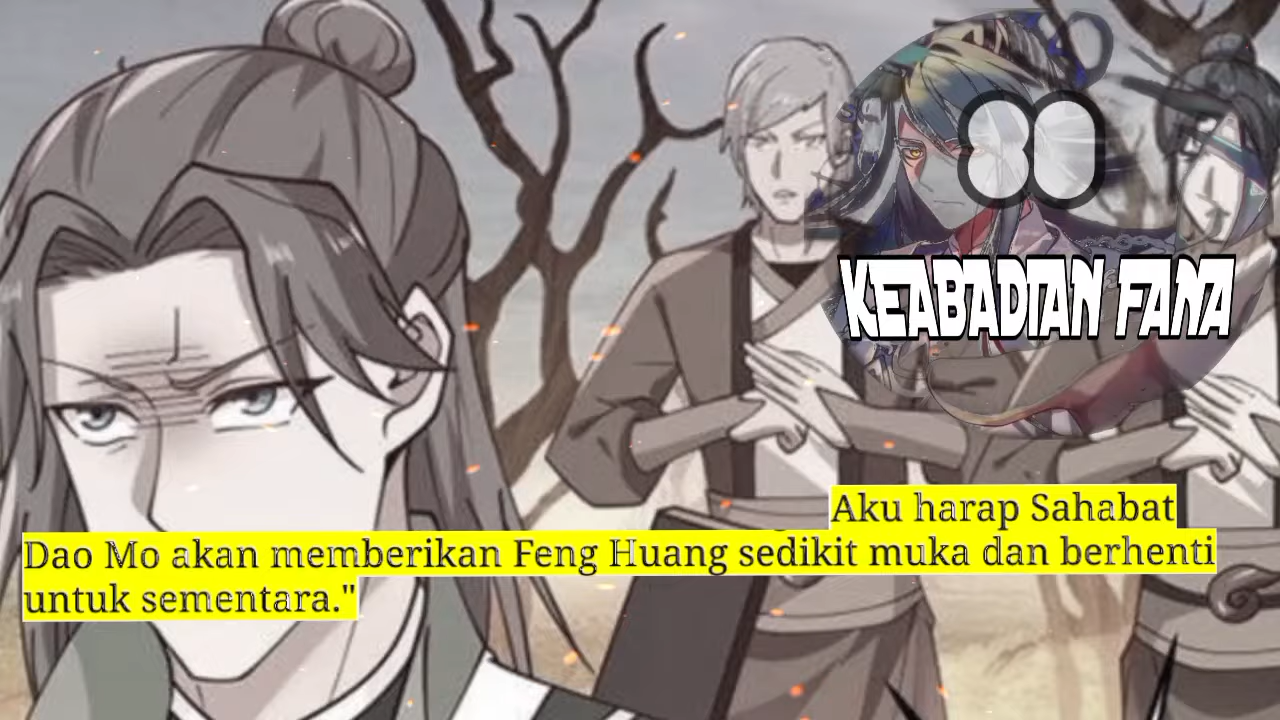 80
KEABADIAN FANA
Aku harap Sahabat
Dao Mo akan memberikan Feng Huang sedikit muka dan berhenti
untuk sementara."